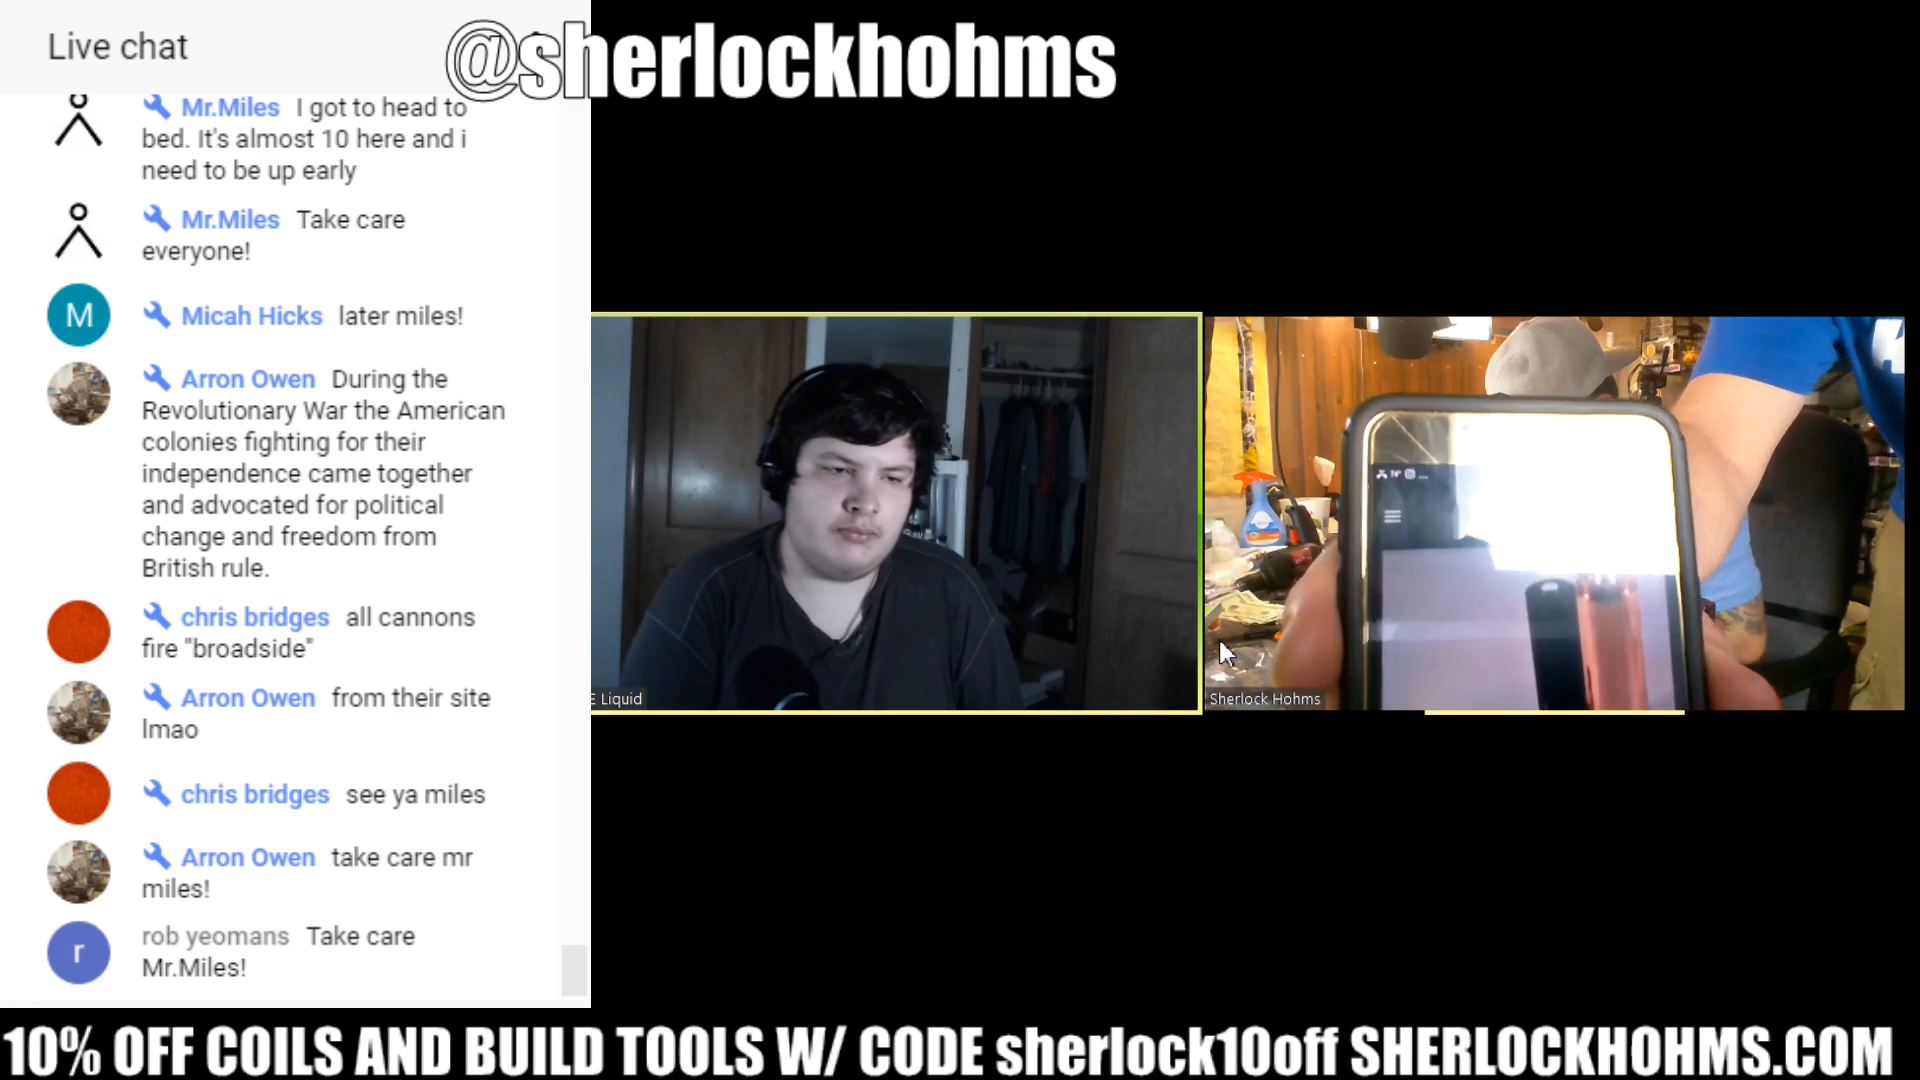 Live chat
@sherlockhohms
Mr.Miles I got to head to
bed. It's almost 10 here and i
need to be up early
Mr.Miles Take care
everyone!
M
Micah Hicks later miles!
Arron Owen During the
Revolutionary War the American
colonies fighting for their
independence came together
and advocated for political
change and freedom from
British rule.
chris bridges all cannons
fire "broadside"
Arron Owen from their site
lmao
chris bridges see ya miles
Arron Owen take care mr
miles!
r
rob yeomans Take care
Mr.Miles!
E Liquid
Sherlock Hohms
10% OFF COILS AND BUILD TOOLS W/ CODE sherlock10off SHERLOCKHOHMS.COM